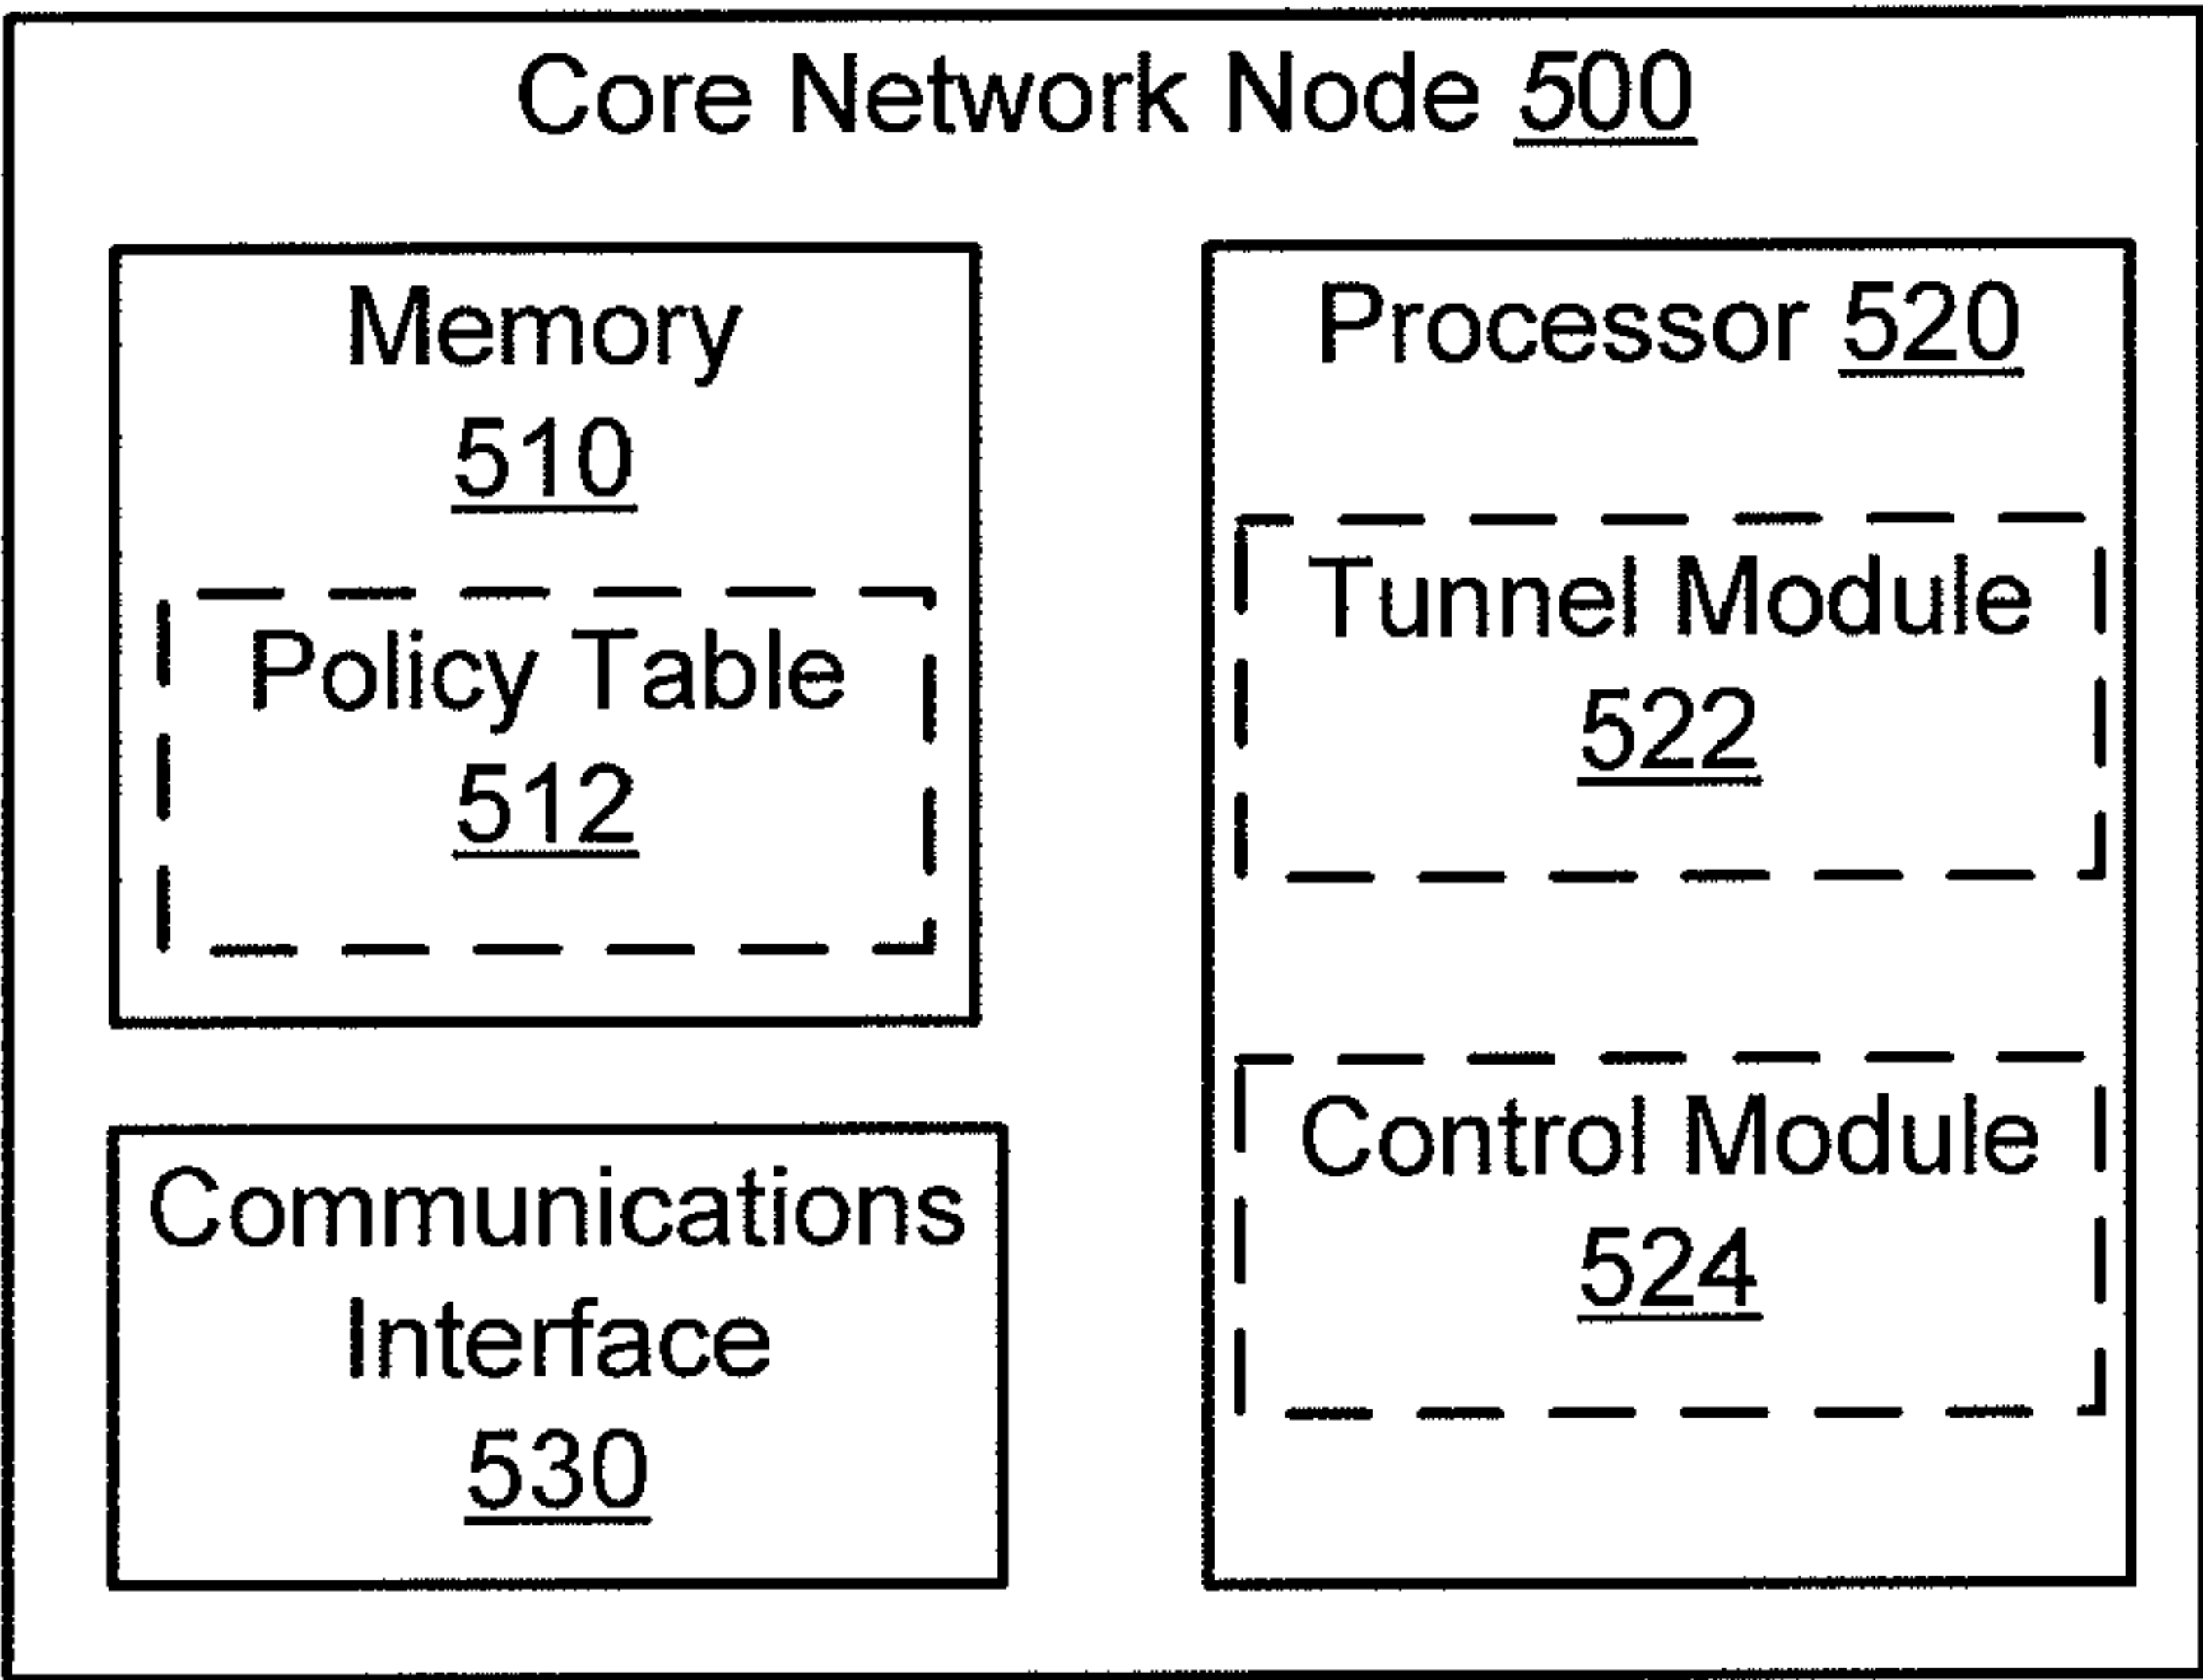 Core Network Node 500
Memory
510
Policy Table
512
Communications
Interface
530
Processor 520
Tunnel Module
522
Control Module
524